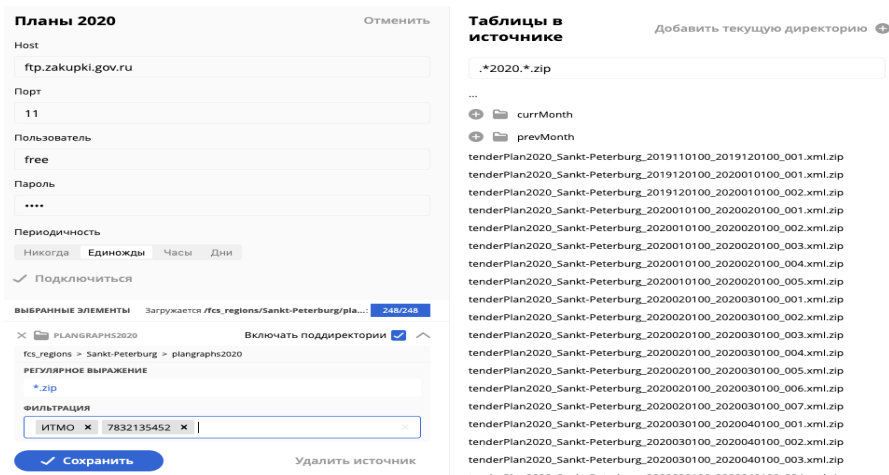 Планы 2020
Отменить
Host
ftp.zakupki.gov.ru
Порт
11
Пользователь
free
Пароль
••••
Периодичность
Никогда Единожды Часы Дни
Подключиться
ВЫБРАННЫЕ ЭЛЕМЕНТЫ Загружается /fcs_regions/Sankt-Peterburg/pla...: 248/248
PLANGRAPHS2020 Включать поддиректории
fcs_regions > Sankt-Peterburg > plangraphs2020
РЕГУЛЯРНОЕ ВЫРАЖЕНИЕ
*.zip
ФИЛЬТРАЦИЯ
ИТМО × 7832135452 ×
Сохранить
Удалить источник
Таблицы в
источнике
Добавить текущую директорию
.*2020.*.zip
...
currMonth
prevMonth
tenderPlan2020_Sankt-Peterburg_2019110100_2019120100_001.xml.zip
tenderPlan2020_Sankt-Peterburg_2019120100_2020010100_001.xml.zip
tenderPlan2020_Sankt-Peterburg_2019120100_2020010100_002.xml.zip
tenderPlan2020_Sankt-Peterburg_2020010100_2020020100_001.xml.zip
tenderPlan2020_Sankt-Peterburg_2020010100_2020020100_002.xml.zip
tenderPlan2020_Sankt-Peterburg_2020010100_2020020100_003.xml.zip
tenderPlan2020_Sankt-Peterburg_2020010100_2020020100_004.xml.zip
tenderPlan2020_Sankt-Peterburg_2020010100_2020020100_005.xml.zip
tenderPlan2020_Sankt-Peterburg_2020020100_2020030100_001.xml.zip
tenderPlan2020_Sankt-Peterburg_2020020100_2020030100_002.xml.zip
tenderPlan2020_Sankt-Peterburg_2020020100_2020030100_003.xml.zip
tenderPlan2020_Sankt-Peterburg_2020020100_2020030100_004.xml.zip
tenderPlan2020_Sankt-Peterburg_2020020100_2020030100_005.xml.zip
tenderPlan2020_Sankt-Peterburg_2020020100_2020030100_006.xml.zip
tenderPlan2020_Sankt-Peterburg_2020020100_2020030100_007.xml.zip
tenderPlan2020_Sankt-Peterburg_2020030100_2020040100_001.xml.zip
tenderPlan2020_Sankt-Peterburg_2020030100_2020040100_002.xml.zip
tenderPlan2020_Sankt-Peterburg_2020030100_2020040100_003.xml.zip